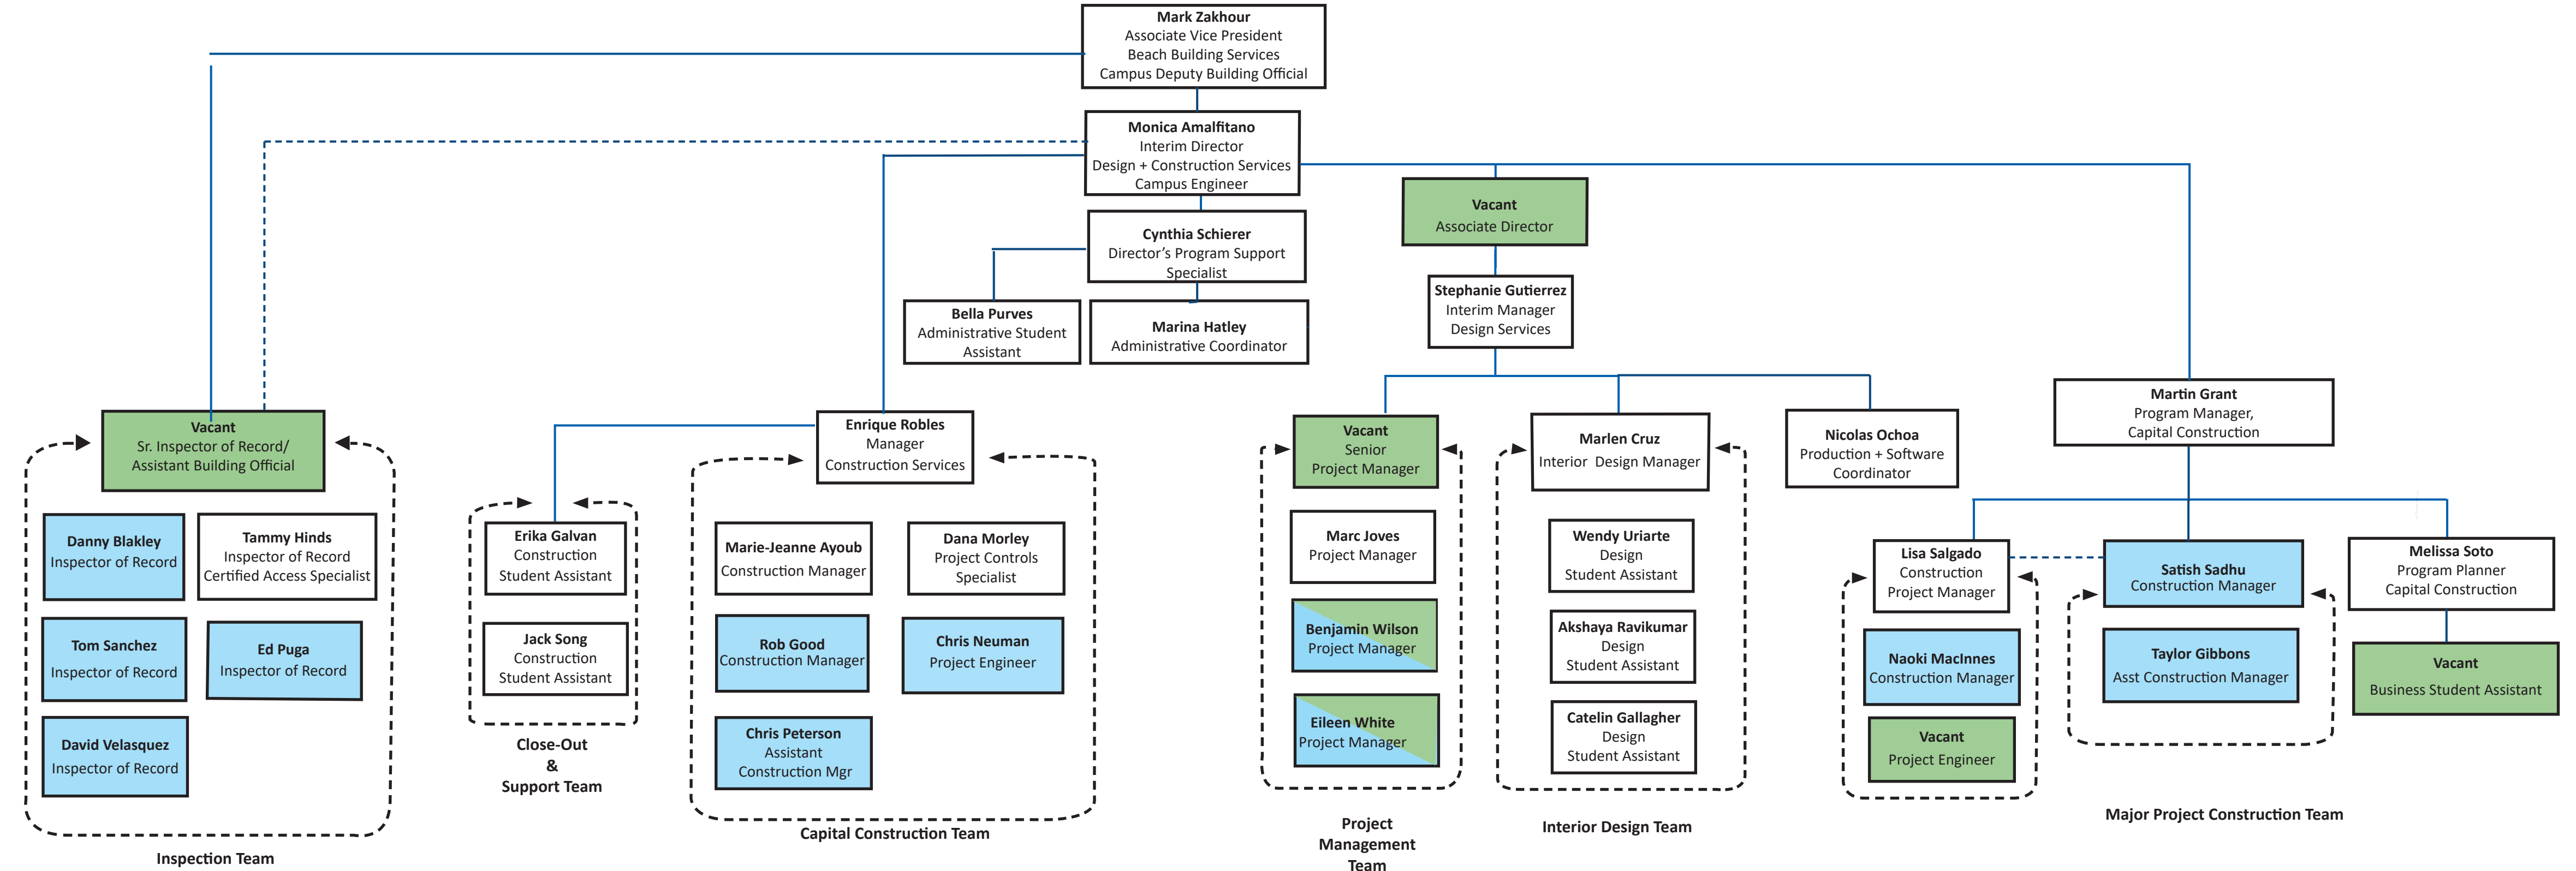 Mark Zakhour
Associate Vice President
Beach Building Services
Campus Deputy Building Official
Monica Amalfitano
Interim Director
Design + Construction Services
Campus Engineer
Vacant
Associate Director
Cynthia Schierer
Director’s Program Support
Specialist
Stephanie Gutierrez
Interim Manager
Design Services
Bella Purves
Administrative Student
Assistant
Marina Hatley
Administrative Coordinator
Vacant
Sr. Inspector of Record/
Assistant Building Official
Danny Blakley
Inspector of Record
Tammy Hinds
Inspector of Record
Certified Access Specialist
Tom Sanchez
Inspector of Record
Ed Puga
Inspector of Record
David Velasquez
Inspector of Record
Inspection Team
Enrique Robles
Manager
Construction Services
Erika Galvan
Construction
Student Assistant
Jack Song
Construction
Student Assistant
Close-Out
&
Support Team
Marie-Jeanne Ayoub
Construction Manager
Dana Morley
Project Controls
Specialist
Rob Good
Construction Manager
Chris Neuman
Project Engineer
Chris Peterson
Assistant
Construction Mgr
Capital Construction Team
Vacant
Senior
Project Manager
Marc Joves
Project Manager
Benjamin Wilson
Project Manager
Eileen White
Project Manager
Project
Management
Team
Marlen Cruz
Interior Design Manager
Wendy Uriarte
Design
Student Assistant
Akshaya Ravikumar
Design
Student Assistant
Catelin Gallagher
Design
Student Assistant
Interior Design Team
Nicolas Ochoa
Production + Software
Coordinator
Martin Grant
Program Manager,
Capital Construction
Lisa Salgado
Construction
Project Manager
Naoki MacInnes
Construction Manager
Vacant
Project Engineer
Satish Sadhu
Construction Manager
Taylor Gibbons
Asst Construction Manager
Melissa Soto
Program Planner
Capital Construction
Vacant
Business Student Assistant
Major Project Construction Team